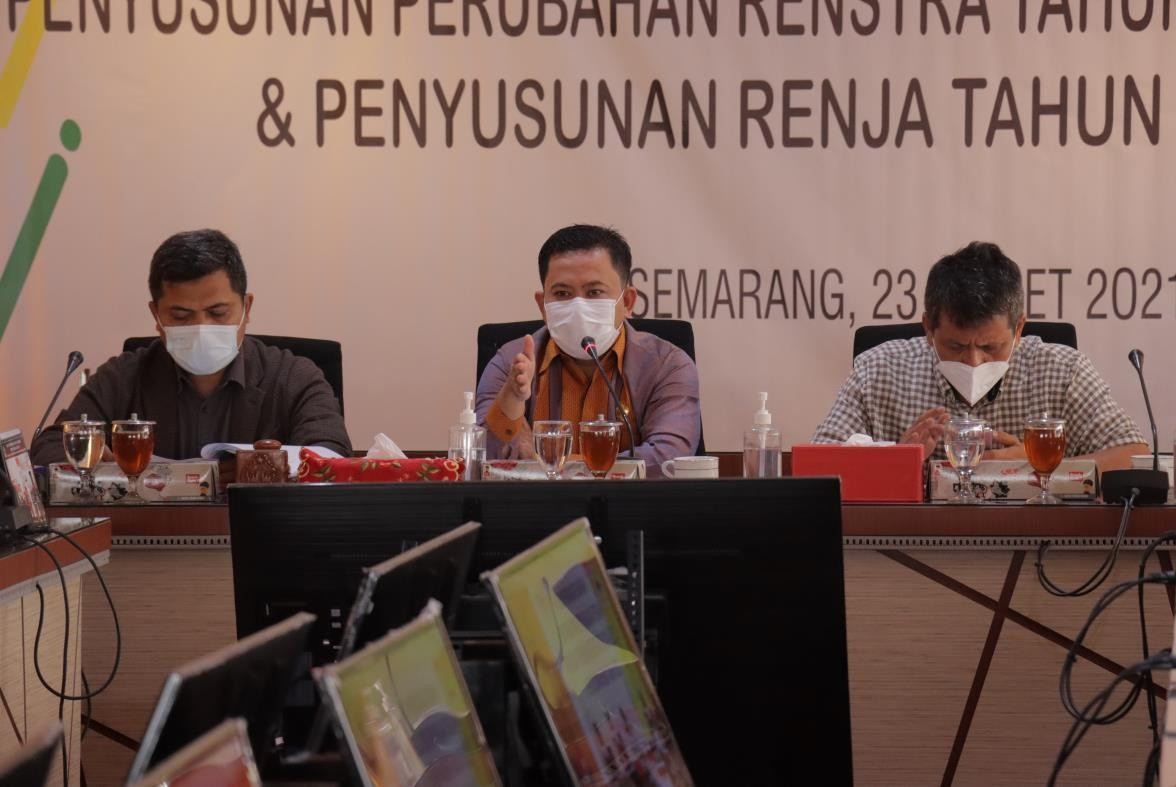 PENYUSUNAN PERUBAHAN RENSTRA TAHUN
& PENYUSUNAN RENJA TAHUN
SEMARANG, 23 ET 2021